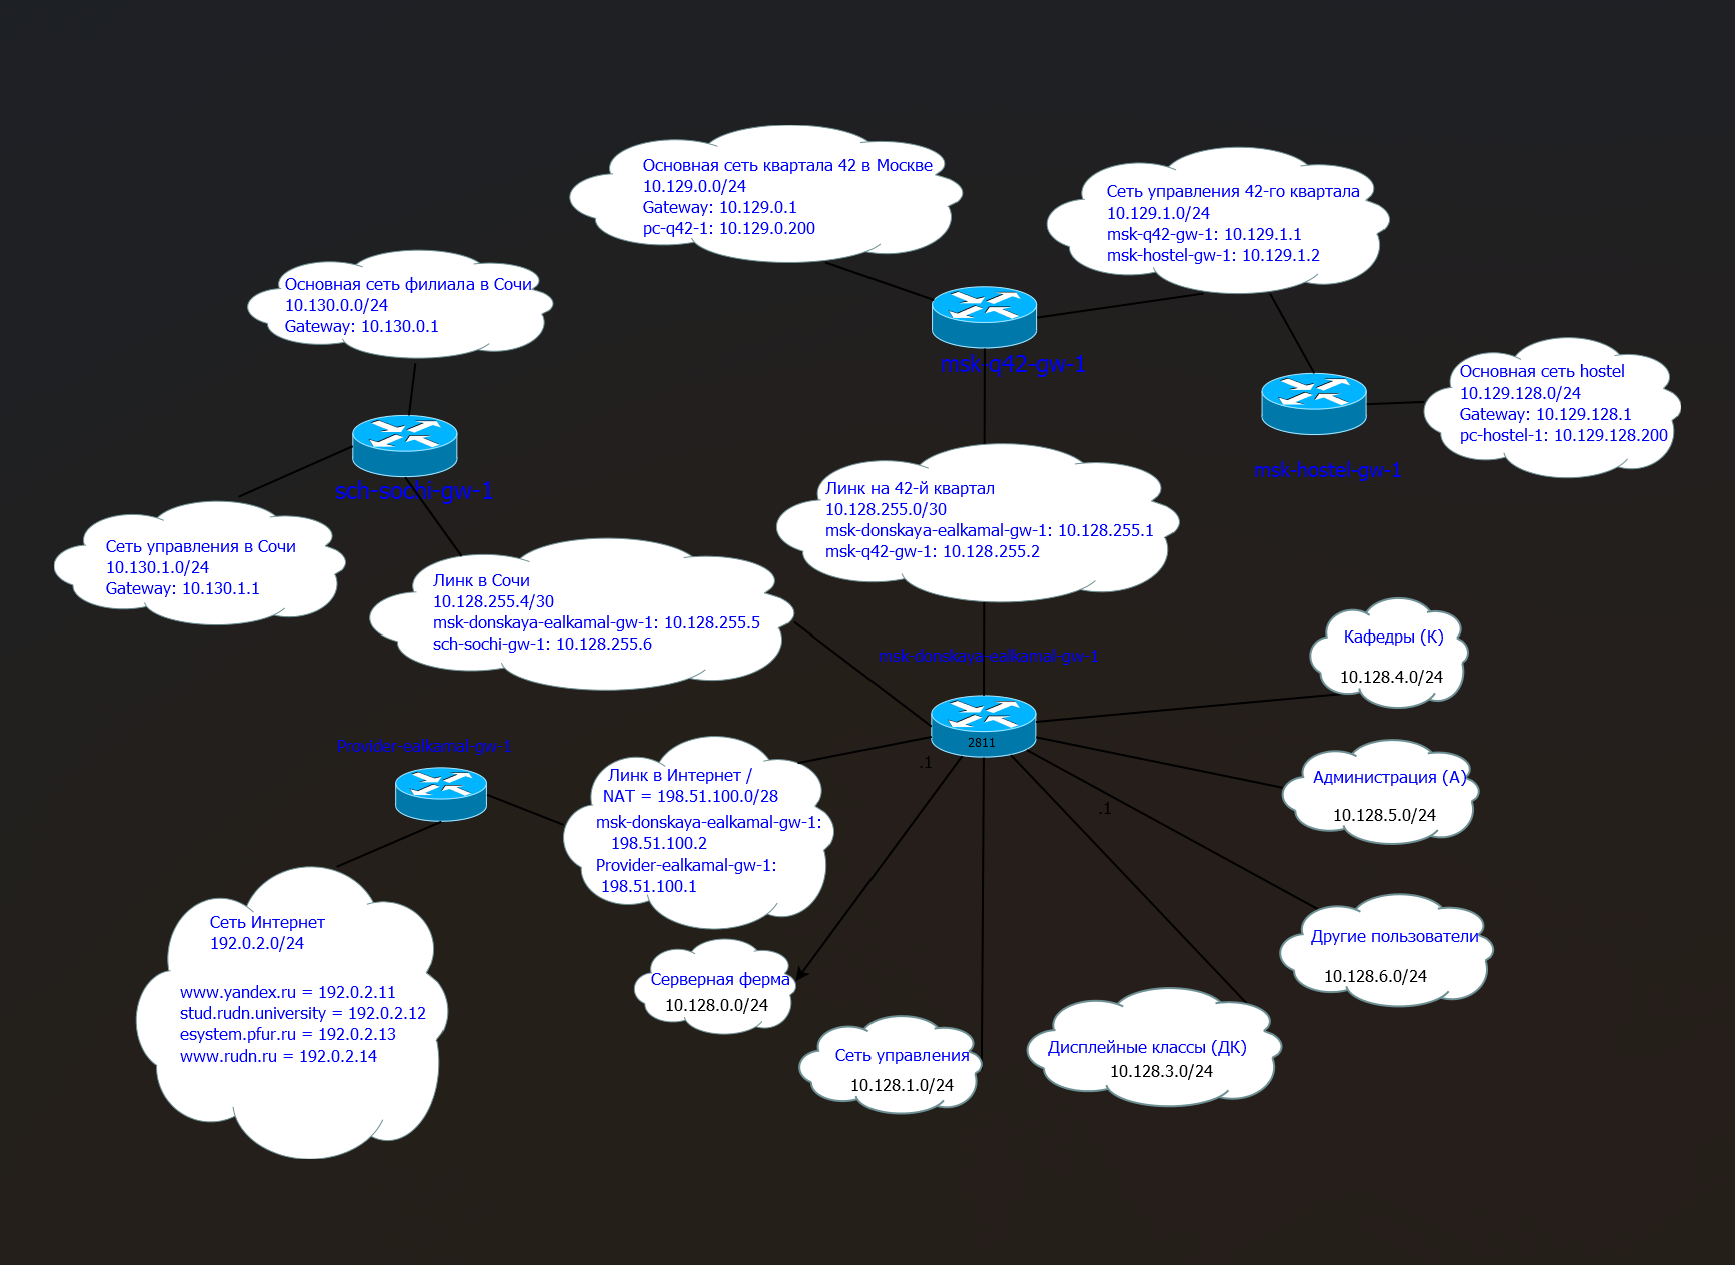 Основная сеть квартала 42 в Москве
10.129.0.0/24
Gateway: 10.129.0.1
pc-q42-1: 10.129.0.200
Сеть управления 42-го квартала
10.129.1.0/24
msk-q42-gw-1: 10.129.1.1
msk-hostel-gw-1: 10.129.1.2
Основная сеть филиала в Сочи
10.130.0.0/24
Gateway: 10.130.0.1
msk-q42-gw-1
Основная сеть hostel
10.129.128.0/24
Gateway: 10.129.128.1
pc-hostel-1: 10.129.128.200
msk-hostel-gw-1
sch-sochi-gw-1
Линк на 42-й квартал
10.128.255.0/30
msk-donskaya-ealkamal-gw-1: 10.128.255.1
msk-q42-gw-1: 10.128.255.2
Сеть управления в Сочи
10.130.1.0/24
Gateway: 10.130.1.1
Линк в Сочи
10.128.255.4/30
msk-donskaya-ealkamal-gw-1: 10.128.255.5
sch-sochi-gw-1: 10.128.255.6
msk-donskaya-ealkamal-gw-1
Кафедры (К)
10.128.4.0/24
2811
.1
Provider-ealkamal-gw-1
Линк в Интернет /
NAT = 198.51.100.0/28
msk-donskaya-ealkamal-gw-1:
198.51.100.2
Provider-ealkamal-gw-1:
198.51.100.1
Администрация (А)
10.128.5.0/24
.1
Сеть Интернет
192.0.2.0/24
www.yandex.ru = 192.0.2.11
stud.rudn.university = 192.0.2.12
esystem.pfur.ru = 192.0.2.13
www.rudn.ru = 192.0.2.14
Другие пользователи
10.128.6.0/24
Серверная ферма
10.128.0.0/24
Сеть управления
10.128.1.0/24
Дисплейные классы (ДК)
10.128.3.0/24